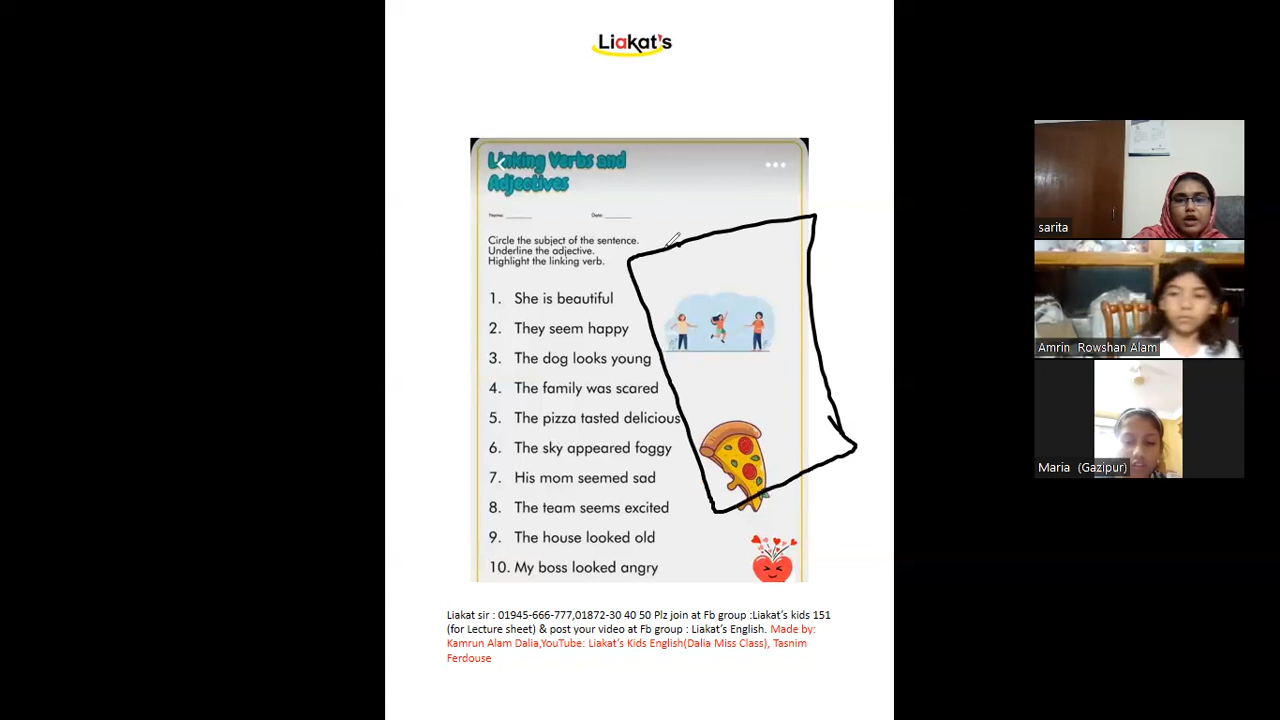 Liakat's
Linking Verbs and
Adjectives
Name: ________
Date: ________
Circle the subject of the sentence.
Underline the adjective.
Highlight the linking verb.
1. She is beautiful
2. They seem happy
3. The dog looks young
4. The family was scared
5. The pizza tasted delicious
6. The sky appeared foggy
7. His mom seemed sad
8. The team seems excited
9. The house looked old
10. My boss looked angry
Liakat sir : 01945-666-777,01872-30 40 50 Plz join at Fb group :Liakat's kids 151
(for Lecture sheet) & post your video at Fb group : Liakat's English. Made by:
Kamrun Alam Dalia,YouTube: Liakat's Kids English(Dalia Miss Class), Tasnim
Ferdouse
sarita
Amrin Rowshan Alam
Maria (Gazipur)